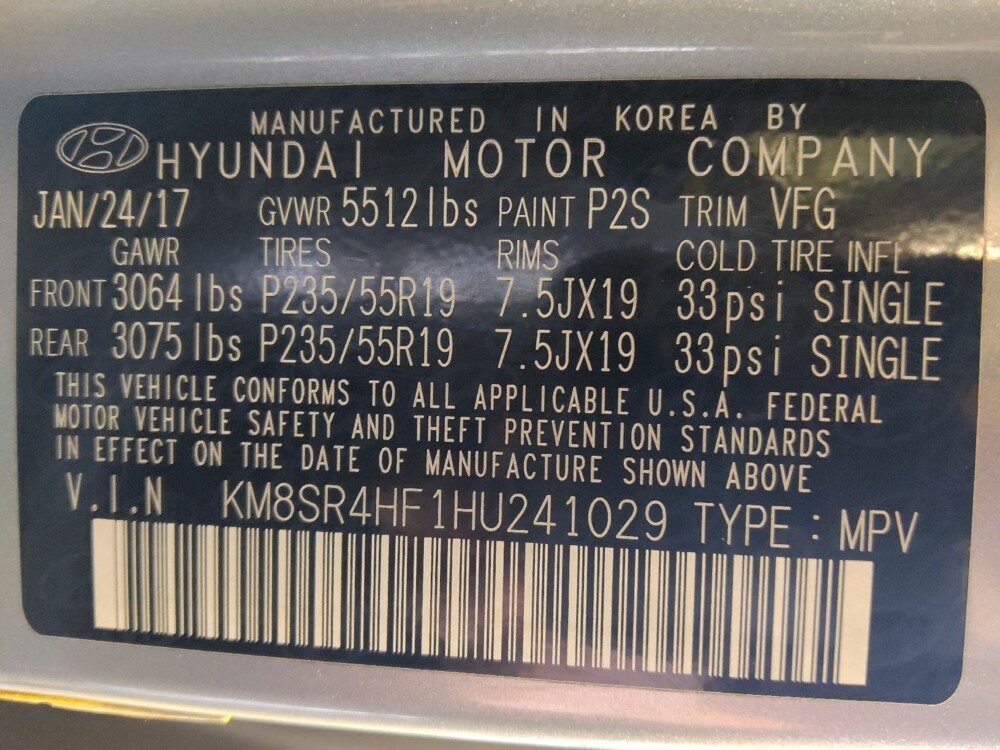 MANUFACTURED IN KOREA BY
HYUNDAI MOTOR COMPANY
JAN/24/17 GVWR 5512lbs PAINT P2S TRIM VFG
GAWR TIRES RIMS COLD TIRE INFL
FRONT 3064 lbs P235/55R19 7.5JX19 33psi SINGLE
REAR 3075 lbs P235/55R19 7.5JX19 33psi SINGLE
THIS VEHICLE CONFORMS TO ALL APPLICABLE U.S.A. FEDERAL
MOTOR VEHICLE SAFETY AND THEFT PREVENTION STANDARDS
IN EFFECT ON THE DATE OF MANUFACTURE SHOWN ABOVE
V.I.N KM8SR4HF1HU241029 TYPE : MPV